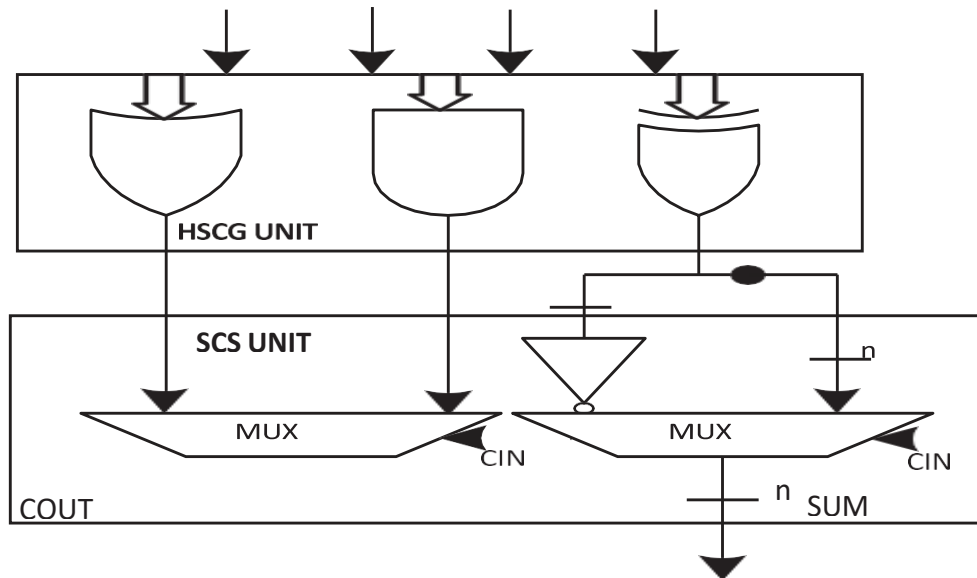 HSCG UNIT
SCS UNIT
n
MUX
CIN
MUX
CIN
COUT
n
SUM